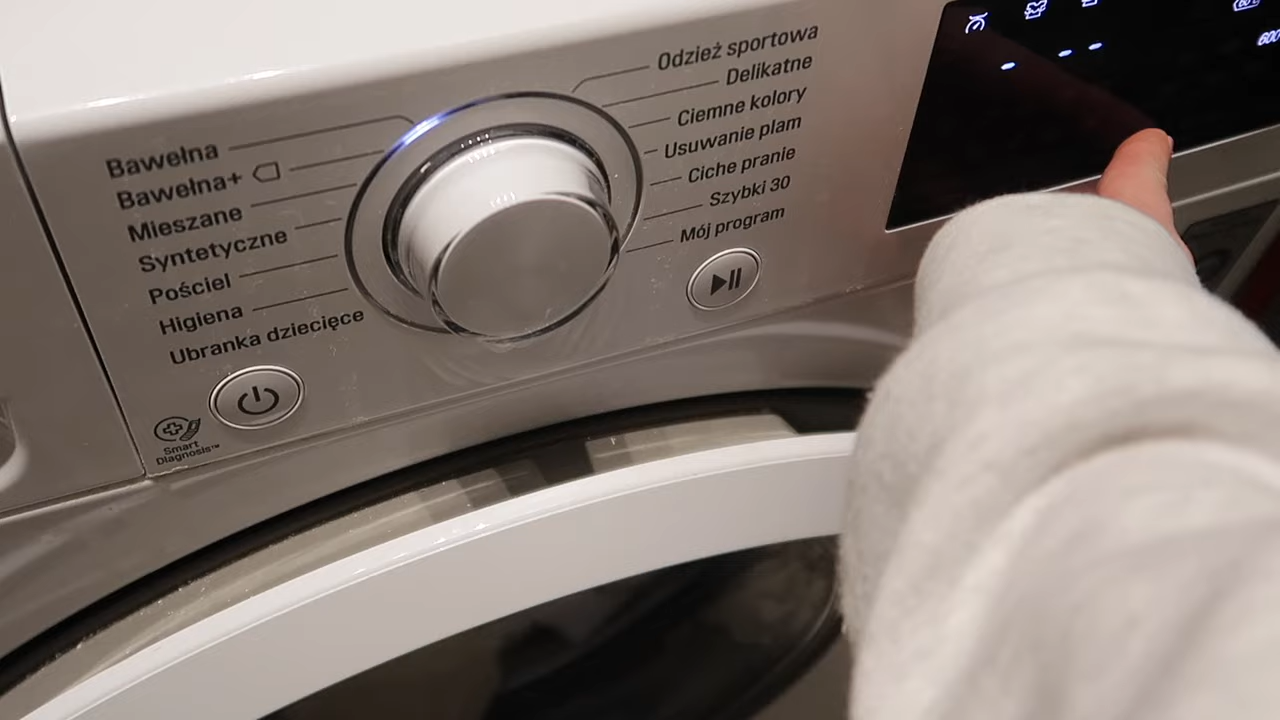 Bawełna
Bawełna+
Mieszane
Syntetyczne
Pościel
Higiena
Ubranka dziecięce
Odzież sportowa
Delikatne
Ciemne kolory
Usuwanie plam
Ciche pranie
Szybki 30
Mój program
Smart
Diagnosis™
600